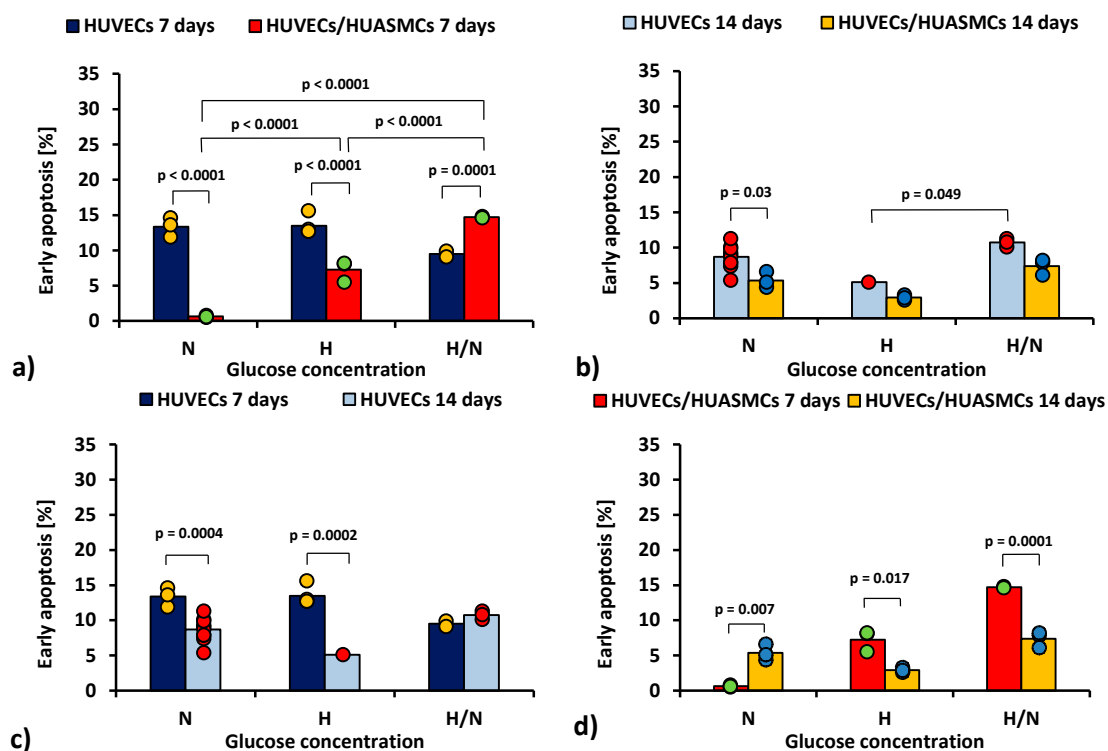 HUVECs 7 days HUVECs/HUASMCs 7 days
Early apoptosis [%]
35
30
25
20
15
10
5
0
p < 0.0001
p < 0.0001
p < 0.0001
p < 0.0001
p < 0.0001
p = 0.0001
N H H/N
Glucose concentration
a)
HUVECs 14 days HUVECs/HUASMCs 14 days
Early apoptosis [%]
35
30
25
20
15
10
5
0
p = 0.03
p = 0.049
N H H/N
Glucose concentration
b)
HUVECs 7 days HUVECs 14 days
Early apoptosis [%]
35
30
25
20
15
10
5
0
p = 0.0004
p = 0.0002
N H H/N
Glucose concentration
c)
HUVECs/HUASMCs 7 days HUVECs/HUASMCs 14 days
Early apoptosis [%]
35
30
25
20
15
10
5
0
p = 0.007
p = 0.017
p = 0.0001
N H H/N
Glucose concentration
d)